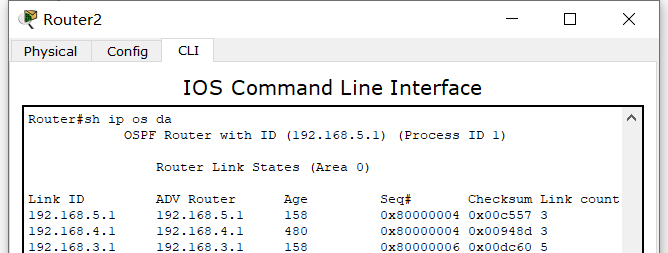 Router2
Physical Config CLI
IOS Command Line Interface
Router#sh ip os da
OSPF Router with ID (192.168.5.1) (Process ID 1)
Router Link States (Area 0)
Link ID ADV Router Age Seq# Checksum Link count
192.168.5.1 192.168.5.1 158 0x80000004 0x00c557 3
192.168.4.1 192.168.4.1 480 0x80000004 0x00948d 3
192.168.3.1 192.168.3.1 158 0x80000006 0x00dc60 5